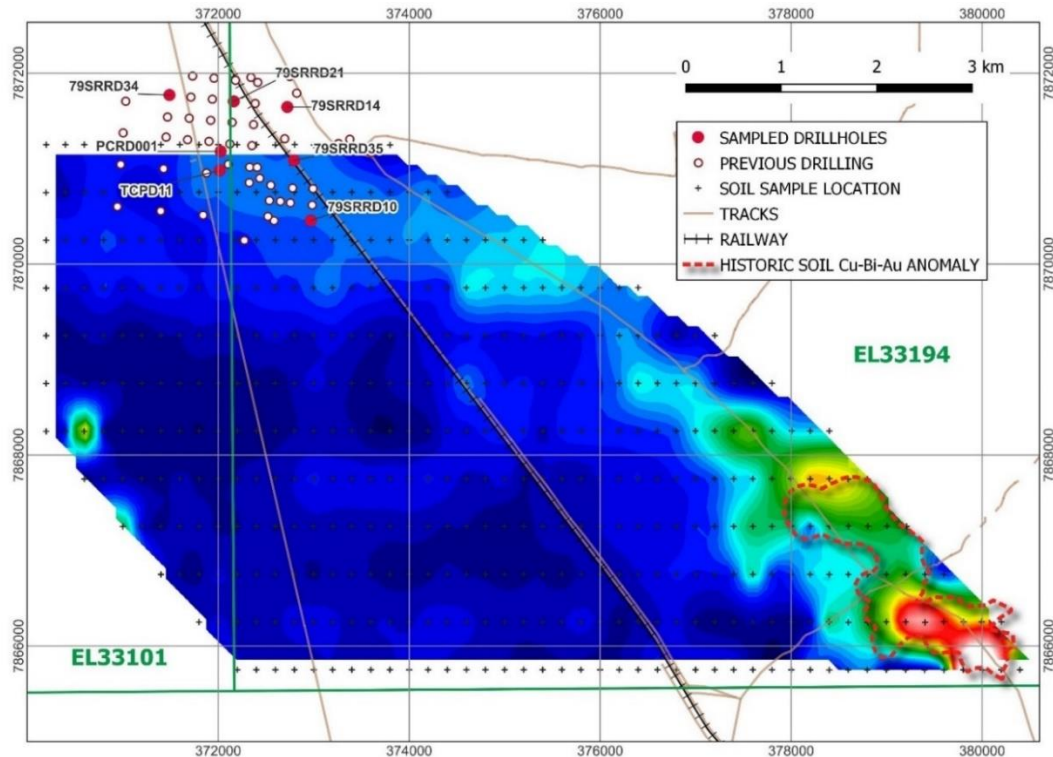 372000 374000 376000 378000 380000
7872000 7872000
79SRRD21
79SRRD34
79SRRD14
0 1 2 3 km
SAMPLED DRILLHOLES
PCRD001
79SRRD35
PREVIOUS DRILLING
TCPD11
SOIL SAMPLE LOCATION
79SRRD10
TRACKS
RAILWAY
7870000 7870000
HISTORIC SOIL Cu-Bi-Au ANOMALY
EL33194
7868000 7868000
7866000 7866000
EL33101
372000 374000 376000 378000 380000